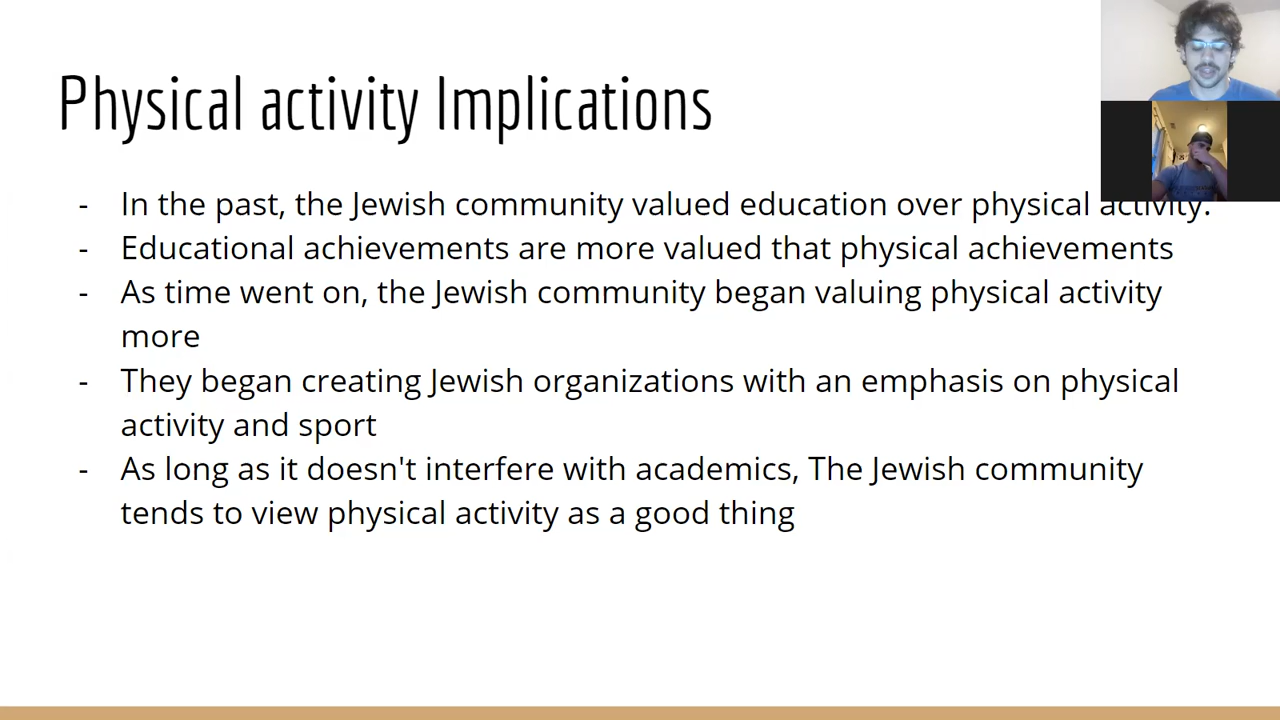 Physical activity Implications
- In the past, the Jewish community valued education over physical activity.
- Educational achievements are more valued that physical achievements
- As time went on, the Jewish community began valuing physical activity
more
- They began creating Jewish organizations with an emphasis on physical
activity and sport
- As long as it doesn't interfere with academics, The Jewish community
tends to view physical activity as a good thing